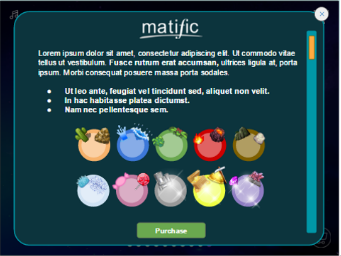 matific
Lorem ipsum dolor sit amet, consectetur adipiscing elit. Ut commodo vitae
tellus ut vestibulum. Fusce rutrum erat accumsan, ultrices ligula at, porta
ipsum. Morbi consequat posuere massa porta sodales.
● Ut leo ante, feugiat vel tincidunt sed, aliquet non velit.
● In hac habitasse platea dictumst.
● Nam nec pellentesque sem.
Purchase